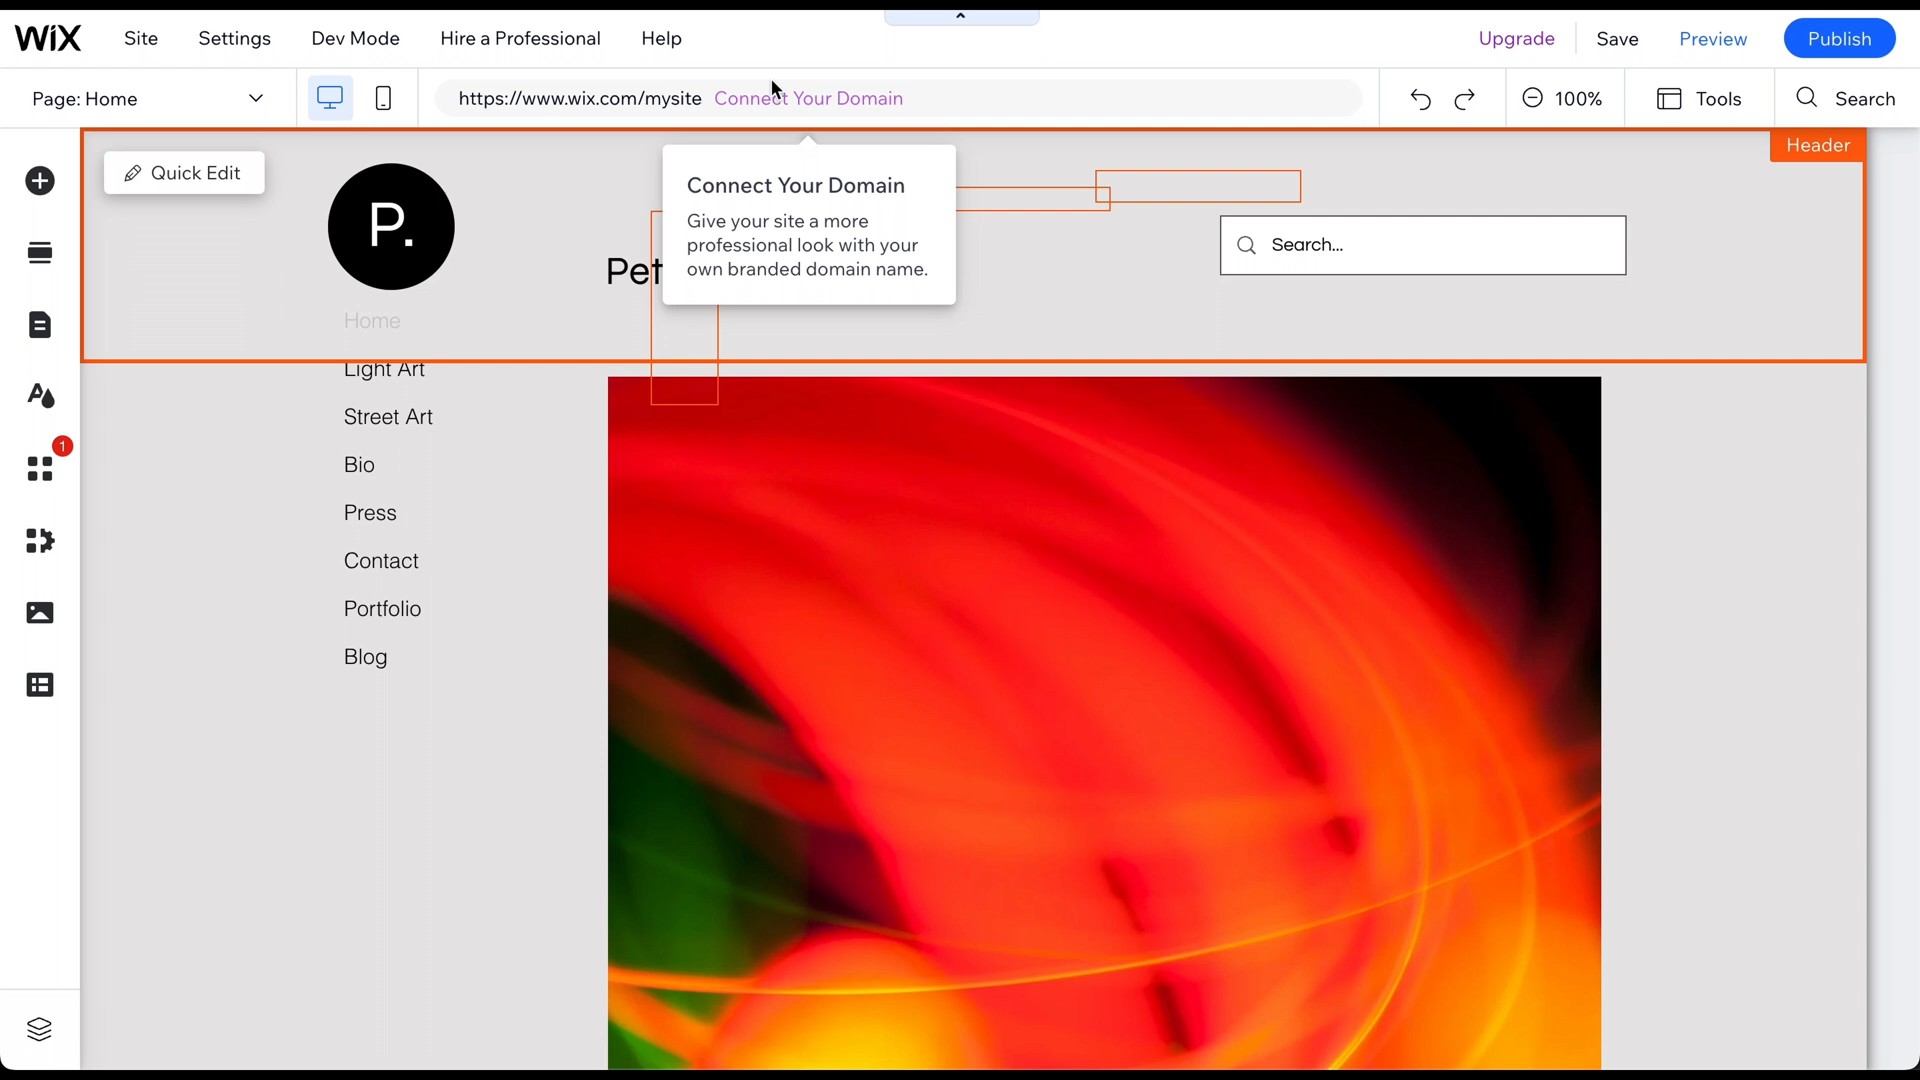 WiX Site Settings Dev Mode Hire a Professional Help Upgrade Save Preview Publish
Page: Home https://www.wix.com/mysite Connect Your Domain 100% Tools Search
Header
Quick Edit
P.
Connect Your Domain
Give your site a more
professional look with your
own branded domain name.
Search...
Pet
Home
Light Art
Street Art
Bio
Press
Contact
Portfolio
Blog
1